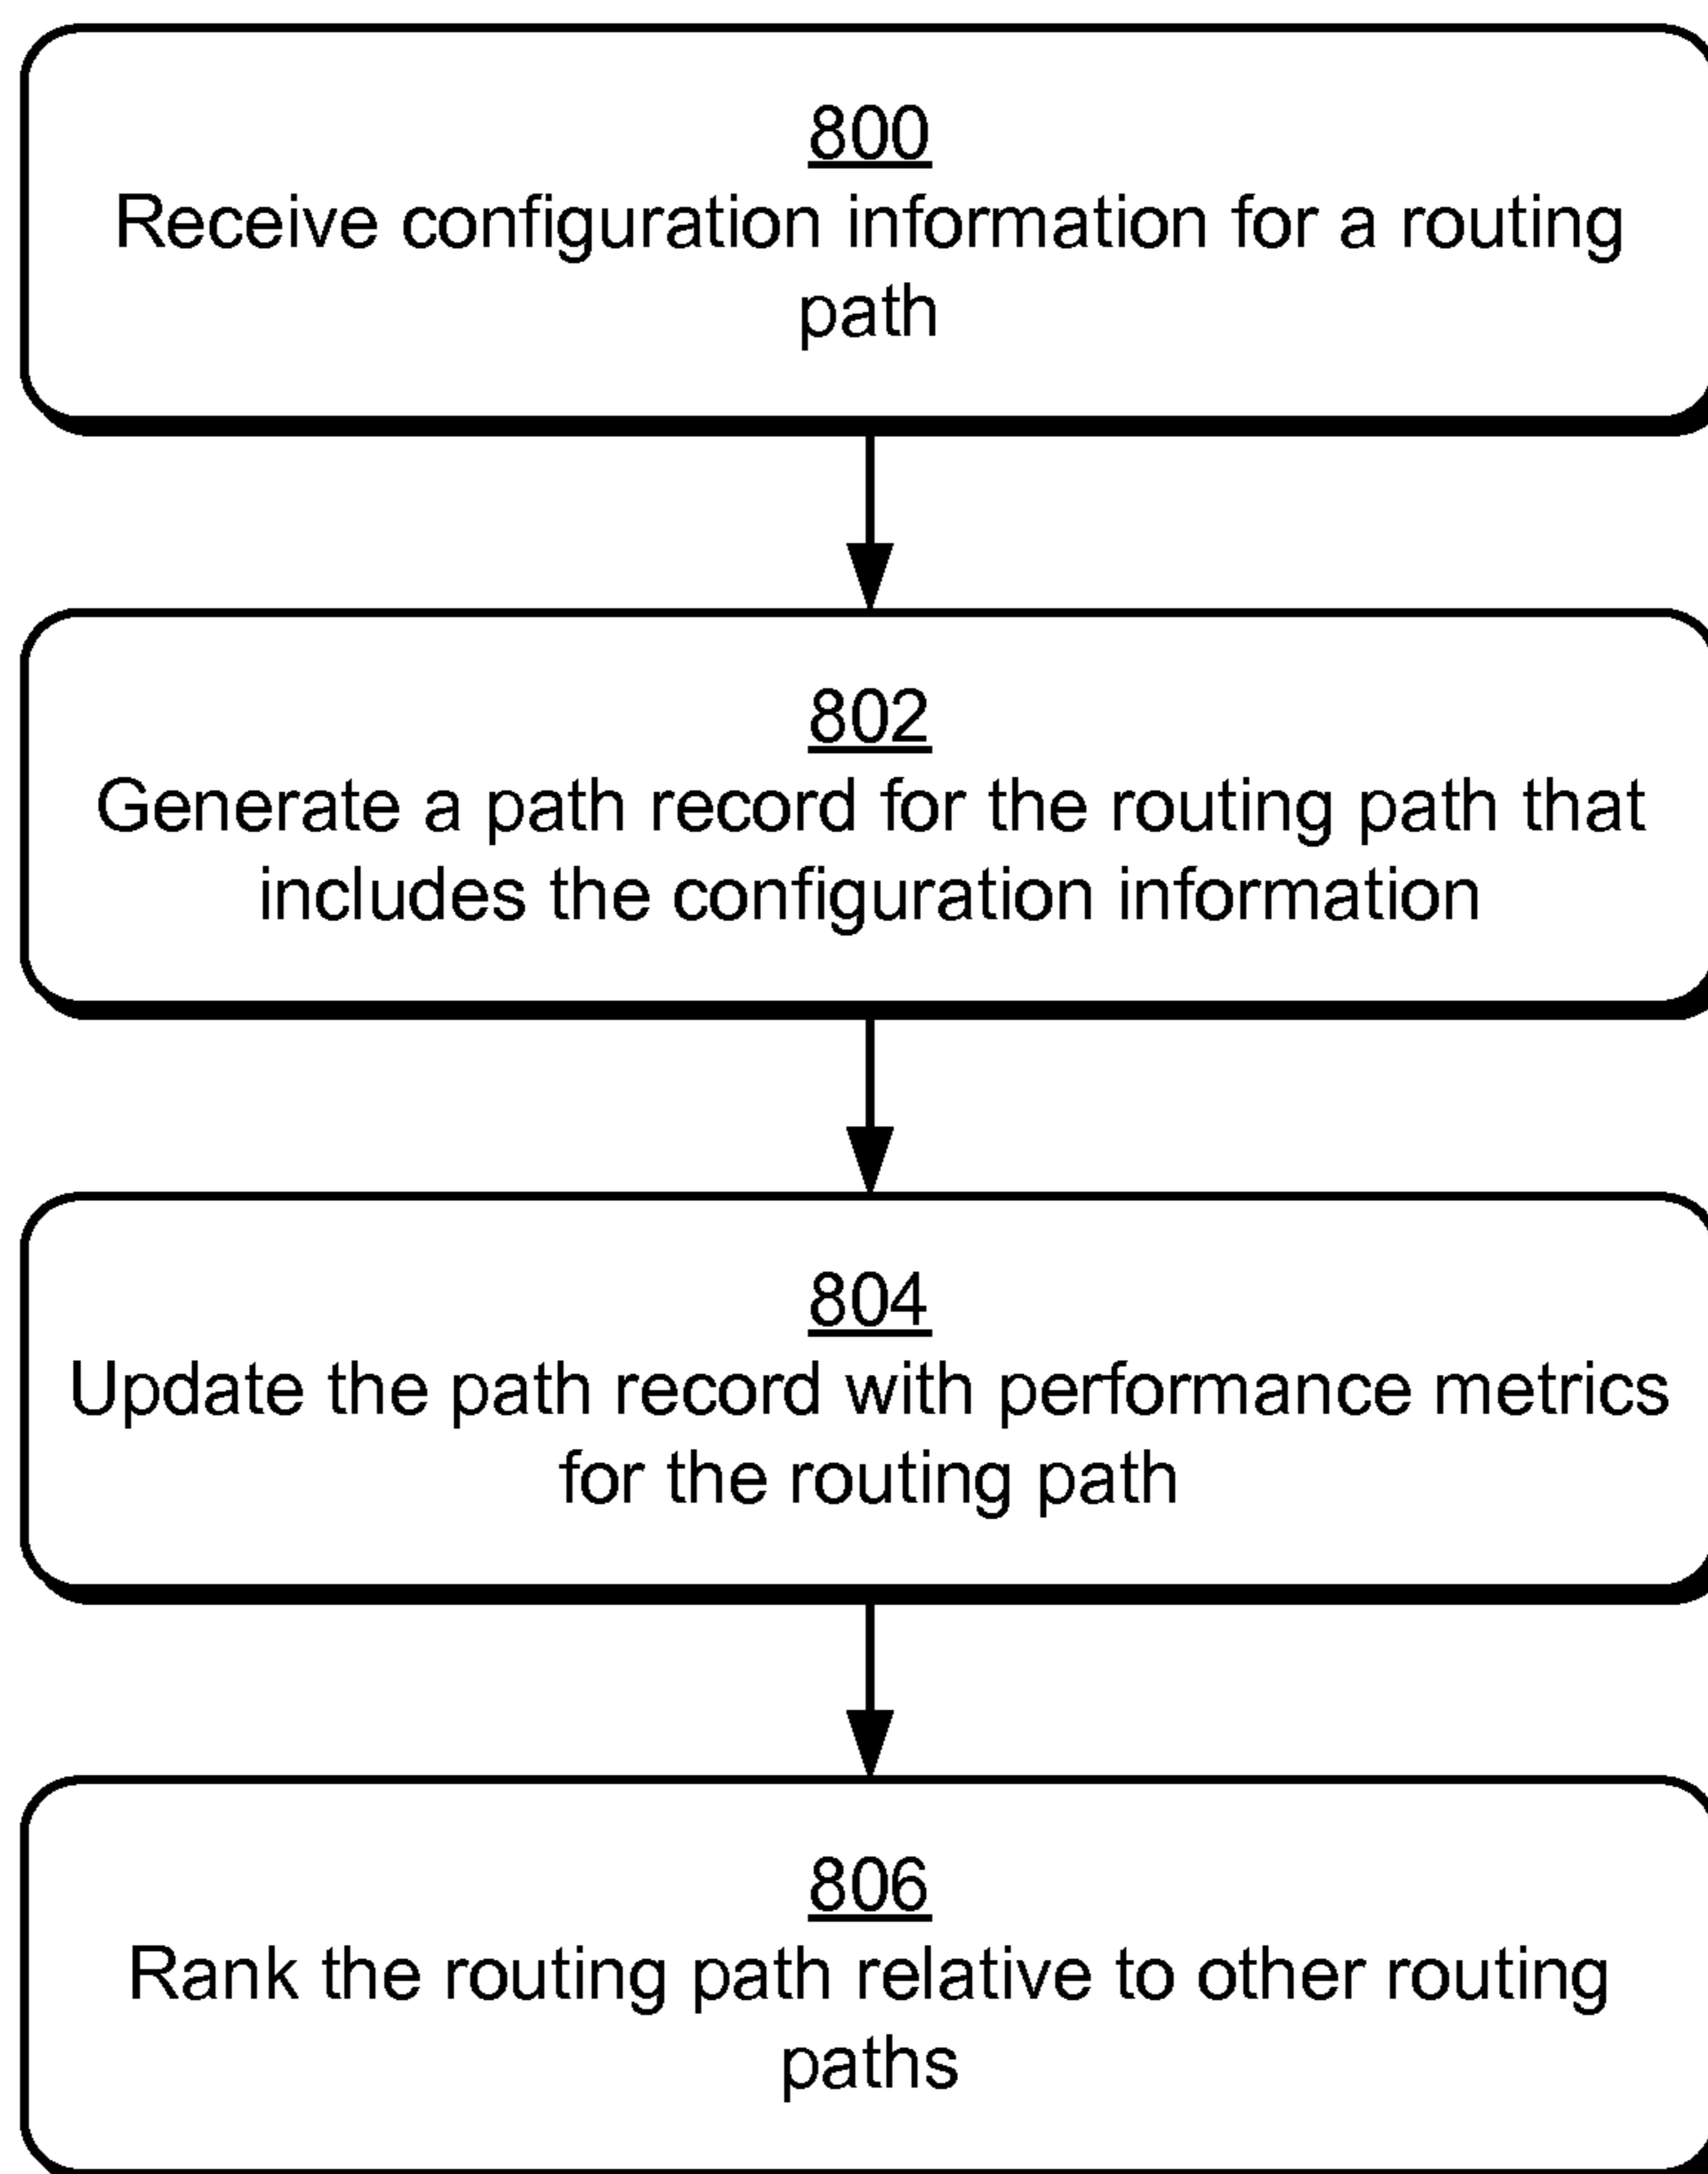 800
Receive configuration information for a routing
path
802
Generate a path record for the routing path that
includes the configuration information
804
Update the path record with performance metrics
for the routing path
806
Rank the routing path relative to other routing
paths